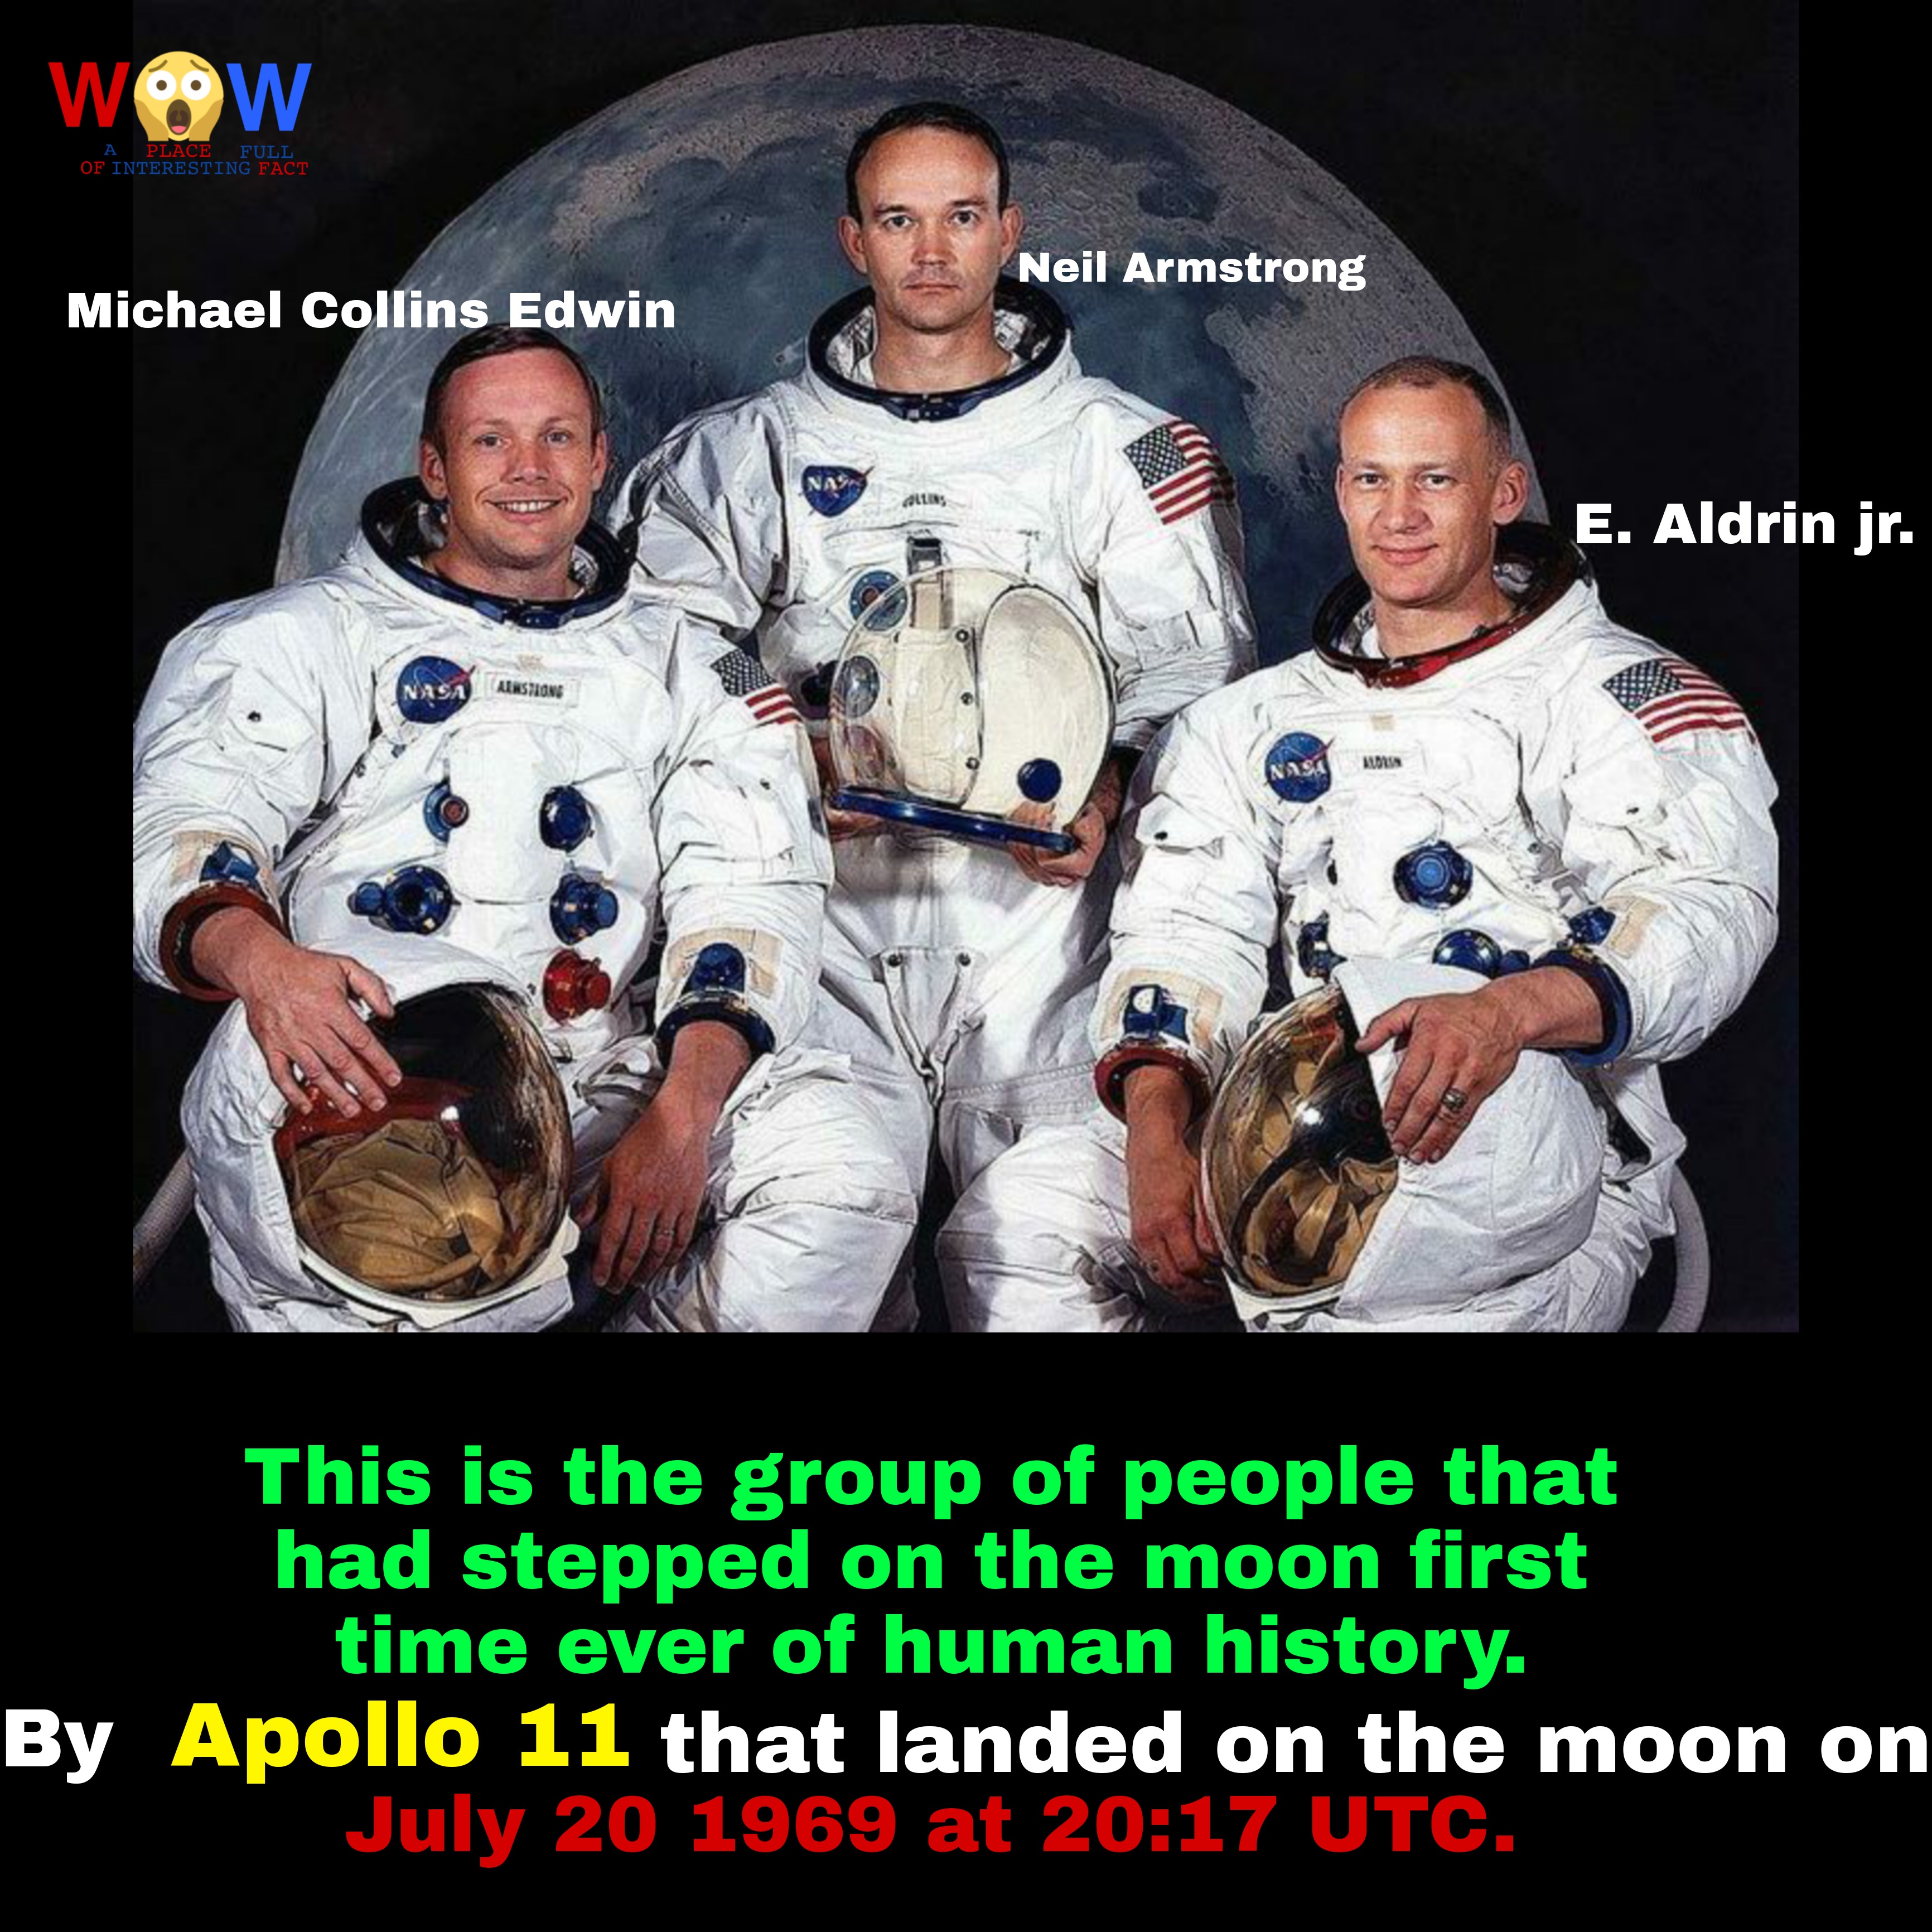 W W
A PLACE FULL
OF INTERESTING FACT
Neil Armstrong
Michael Collins Edwin
E. Aldrin jr.
NASA
COLLINS
NASA
ARMSTRONG
NASA
ALDRIN
This is the group of people that
had stepped on the moon first
time ever of human history.
By Apollo 11 that landed on the moon on
July 20 1969 at 20:17 UTC.